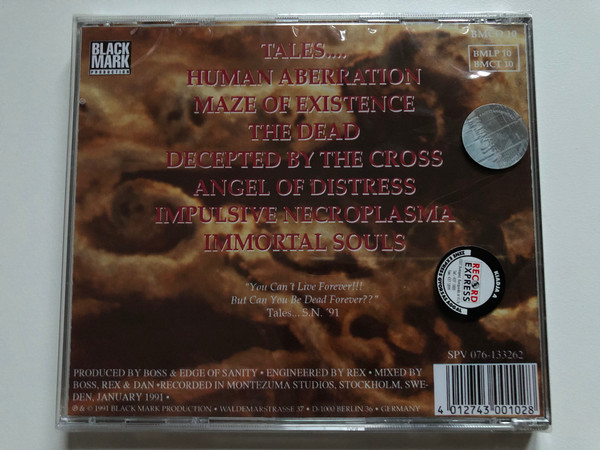 BLACK
MARK
PRODUCTION
BMCD 10
BMLP 10
BMCT 10
TALES....
HUMAN ABERRATION
MAZE OF EXISTENCE
THE DEAD
DECEPTED BY THE CROSS
ANGEL OF DISTRESS
IMPULSIVE NECROPLASMA
IMMORTAL SOULS
"You Can't Live Forever!!!
But Can You Be Dead Forever??"
Tales... S.N. '91
KIADJA A
RECORD
EXPRESS
SPV 076-133262
PRODUCED BY BOSS & EDGE OF SANITY • ENGINEERED BY REX • MIXED BY
BOSS, REX & DAN •RECORDED IN MONTEZUMA STUDIOS, STOCKHOLM, SWE-
DEN, JANUARY 1991 •
℗&© 1991 BLACK MARK PRODUCTION • WALDEMARSTRASSE 37 • D-1000 BERLIN 36 • GERMANY
4 012743 001028